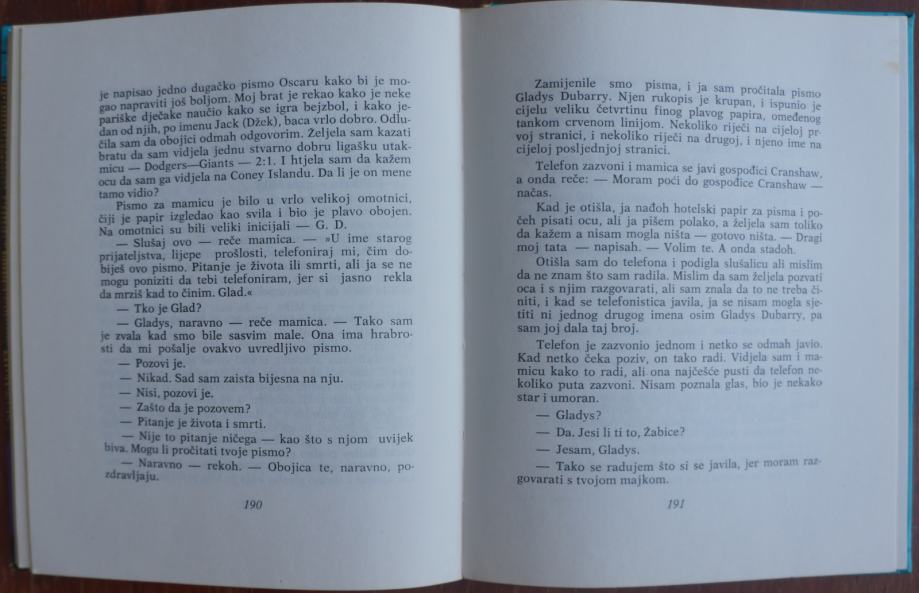 je napisao jedno dugačko pismo Oscaru kako bi je mo-
gao napraviti još boljom. Moj brat je rekao kako je neke
pariške dječake naučio kako se igra bejzbol, i kako je-
dan od njih, po imenu Jack (Džek), baca vrlo dobro. Odlu-
čila sam da obojici odmah odgovorim. Željela sam kazati
bratu da sam vidjela jednu stvarno dobru ligašku utak-
micu — Dodgers—Giants — 2:1. I htjela sam da kažem
ocu da sam ga vidjela na Coney Islandu. Da li je on mene
tamo vidio?
Pismo za mamicu je bilo u vrlo velikoj omotnici,
čiji je papir izgledao kao svila i bio je plavo obojen.
Na omotnici su bili veliki inicijali — G. D.
— Slušaj ovo — reče mamica. — »U ime starog
prijateljstva, lijepe prošlosti, telefoniraj mi, čim do-
biješ ovo pismo. Pitanje je života ili smrti, ali ja se ne
mogu poniziti da tebi telefoniram, jer si jasno rekla
da mrziš kad to činim. Glad.«
— Tko je Glad?
— Gladys, naravno — reče mamica. — Tako sam
je zvala kad smo bile sasvim male. Ona ima hrabro-
sti da mi pošalje ovakvo uvredljivo pismo.
— Pozovi je.
— Nikad. Sad sam zaista bijesna na nju.
— Nisi, pozovi je.
— Zašto da je pozovem?
— Pitanje je života i smrti.
— Nije to pitanje ničega — kao što s njom uvijek
biva. Mogu li pročitati tvoje pismo?
— Naravno — rekoh. — Obojica te, naravno, po-
zdravljaju.
190
Zamijenile smo pisma, i ja sam pročitala pismo
Gladys Dubarry. Njen rukopis je krupan, i ispunio je
cijelu veliku četvrtinu finog plavog papira, omeđenog
tankom crvenom linijom. Nekoliko riječi na cijeloj pr-
voj stranici, i nekoliko riječi na drugoj, i njeno ime na
cijeloj posljednjoj stranici.
Telefon zazvoni i mamica se javi gospođici Cranshaw,
a onda reče: — Moram poći do gospođice Cranshaw —
načas.
Kad je otišla, ja nađoh hotelski papir za pisma i po-
čeh pisati ocu, ali ja pišem polako, a željela sam toliko
da kažem a nisam mogla ništa — gotovo ništa. — Dragi
moj tata — napisah. — Volim te. A onda stadoh.
Otišla sam do telefona i podigla slušalicu ali mislim
da ne znam što sam radila. Mislim da sam željela pozvati
oca i s njim razgovarati, ali sam znala da to ne treba či-
niti, i kad se telefonistica javila, ja se nisam mogla sje-
titi ni jednog drugog imena osim Gladys Dubarry, pa
sam joj dala taj broj.
Telefon je zazvonio jednom i netko se odmah javio.
Kad netko čeka poziv, on tako radi. Vidjela sam i ma-
micu kako to radi, ali ona najčešće pusti da telefon ne-
koliko puta zazvoni. Nisam poznala glas, bio je nekako
star i umoran.
— Gladys?
— Da. Jesi li ti to, Žabice?
— Jesam, Gladys.
— Tako se radujem što si se javila, jer moram raz-
govarati s tvojom majkom.
191